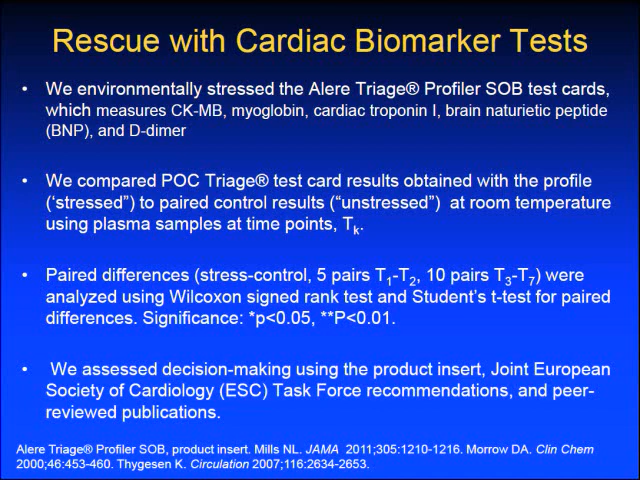 Rescue with Cardiac Biomarker Tests
• We environmentally stressed the Alere Triage® Profiler SOB test cards,
which measures CK-MB, myoglobin, cardiac troponin I, brain naturietic peptide
(BNP), and D-dimer
• We compared POC Triage® test card results obtained with the profile
(‘stressed”) to paired control results (“unstressed”) at room temperature
using plasma samples at time points, Tk.
• Paired differences (stress-control, 5 pairs T1-T2, 10 pairs T3-T7) were
analyzed using Wilcoxon signed rank test and Student’s t-test for paired
differences. Significance: *p<0.05, **P<0.01.
• We assessed decision-making using the product insert, Joint European
Society of Cardiology (ESC) Task Force recommendations, and peer-
reviewed publications.
Alere Triage® Profiler SOB, product insert. Mills NL. JAMA 2011;305:1210-1216. Morrow DA. Clin Chem
2000;46:453-460. Thygesen K. Circulation 2007;116:2634-2653.